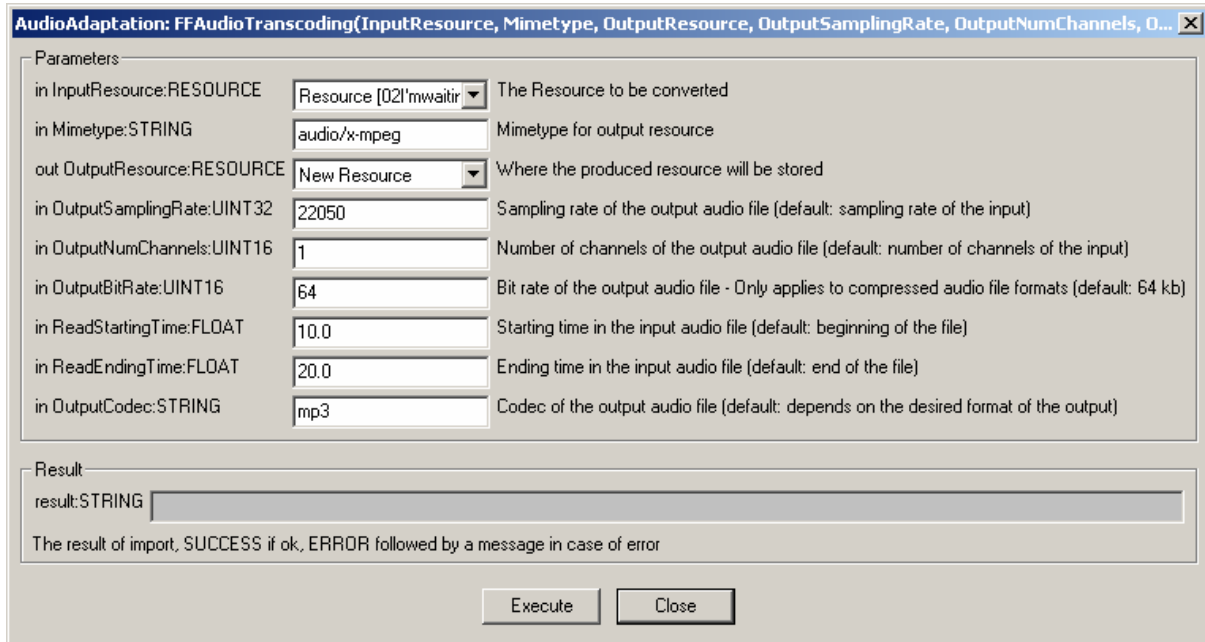 AudioAdaptation: FFAudioTranscoding(InputResource, Mimetype, OutputResource, OutputSamplingRate, OutputNumChannels, O...
Parameters
in InputResource:RESOURCE Resource [02I'mwaitir The Resource to be converted
in Mimetype:STRING audio/x-mpeg Mimetype for output resource
out OutputResource:RESOURCE New Resource Where the produced resource will be stored
in OutputSamplingRate:UINT32 22050 Sampling rate of the output audio file (default: sampling rate of the input)
in OutputNumChannels:UINT16 1 Number of channels of the output audio file (default: number of channels of the input)
in OutputBitRate:UINT16 64 Bit rate of the output audio file - Only applies to compressed audio file formats (default: 64 kb)
in ReadStartingTime:FLOAT 10.0 Starting time in the input audio file (default: beginning of the file)
in ReadEndingTime:FLOAT 20.0 Ending time in the input audio file (default: end of the file)
in OutputCodec:STRING mp3 Codec of the output audio file (default: depends on the desired format of the output)
Result
result:STRING
The result of import, SUCCESS if ok, ERROR followed by a message in case of error
Execute Close